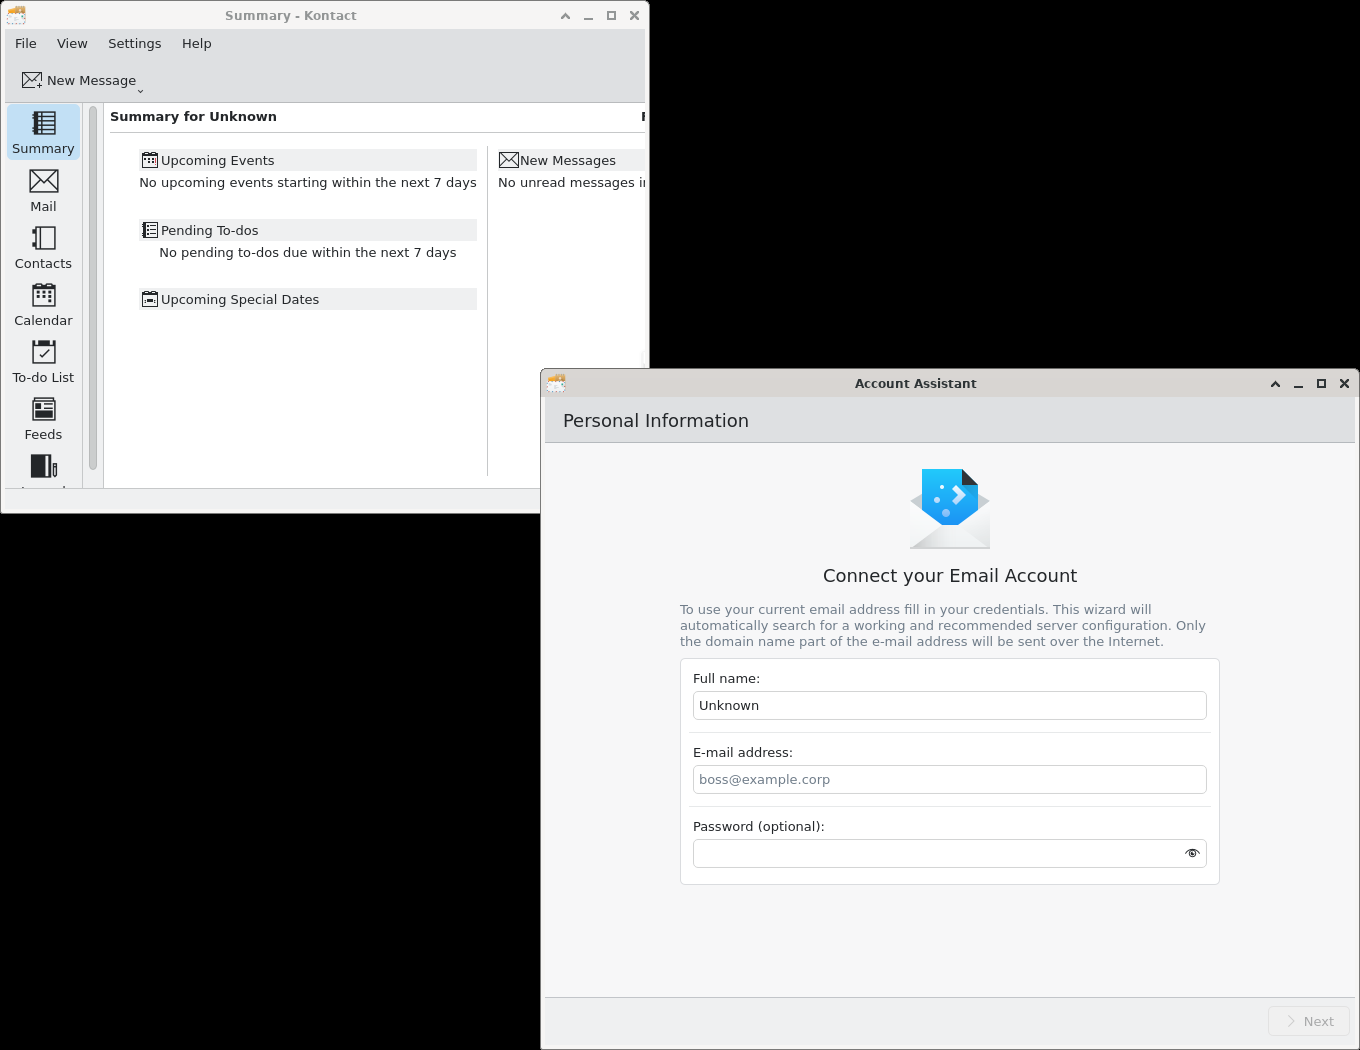 Summary - Kontact
File View Settings Help
New Message
Summary for Unknown
Summary
Mail
Contacts
Calendar
To-do List
Feeds
Upcoming Events
No upcoming events starting within the next 7 days
Pending To-dos
No pending to-dos due within the next 7 days
Upcoming Special Dates
New Messages
No unread messages
Account Assistant
Personal Information
Connect your Email Account
To use your current email address fill in your credentials. This wizard will
automatically search for a working and recommended server configuration. Only
the domain name part of the e-mail address will be sent over the Internet.
Full name:
Unknown
E-mail address:
boss@example.corp
Password (optional):
Next